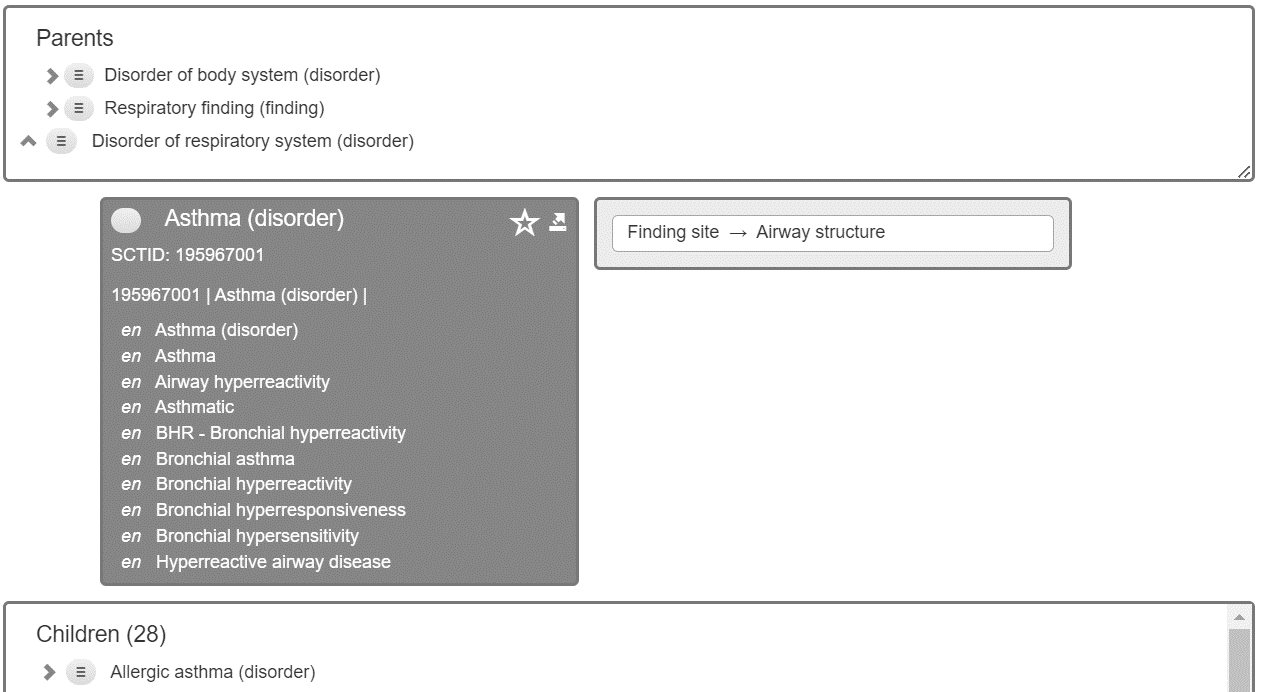 Parents
Disorder of body system (disorder)
Respiratory finding (finding)
Disorder of respiratory system (disorder)
Asthma (disorder)
SCTID: 195967001
195967001 | Asthma (disorder) |
en Asthma (disorder)
en Asthma
en Airway hyperreactivity
en Asthmatic
en BHR - Bronchial hyperreactivity
en Bronchial asthma
en Bronchial hyperreactivity
en Bronchial hyperresponsiveness
en Bronchial hypersensitivity
en Hyperreactive airway disease
Finding site → Airway structure
Children (28)
Allergic asthma (disorder)